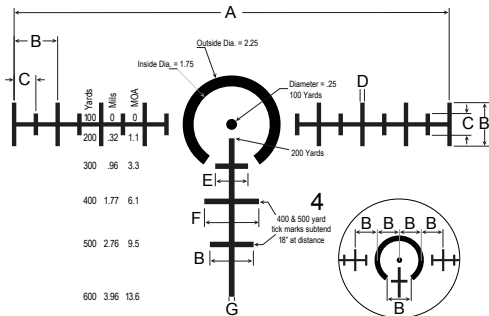 A
Outside Dia. = 2.25
B
Inside Dia. = 1.75
C
Diameter = .25
100 Yards
D
Yards Mils MOA
100 0 0
200 .32 1.1
C B
200 Yards
300 .96 3.3
E
4
400 1.77 6.1
F
400 & 500 yard
tick marks subtend
18" at distance
B B B B
500 2.76 9.5
B
B
600 3.96 13.6
G